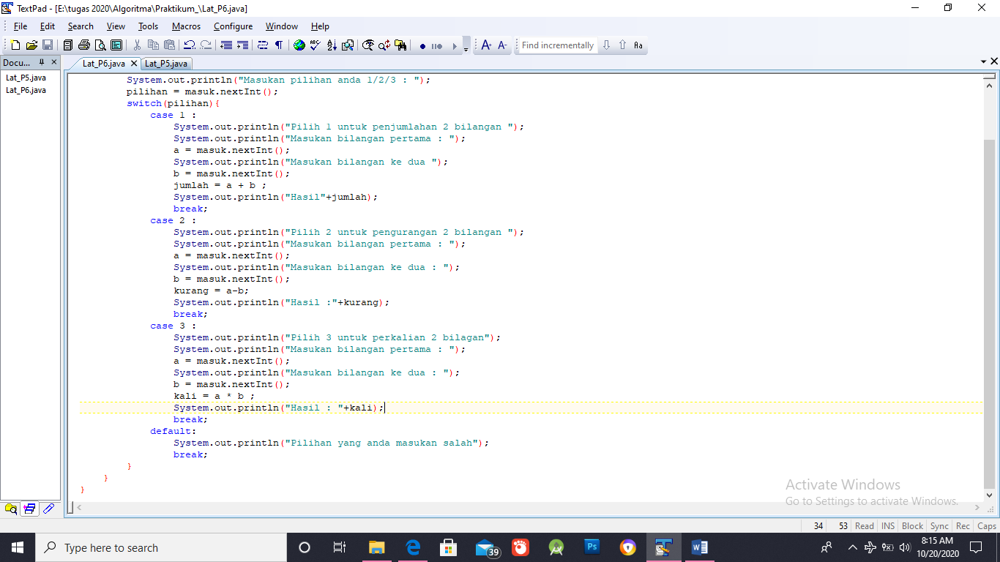 TextPad - [E:\tugas 2020\Algoritma\Praktikum_\Lat_P6.java]
File Edit Search View Tools Macros Configure Window Help
Find incrementally
Docu...
Lat_P6.java Lat_P5.java
Lat_P5.java
Lat_P6.java
System.out.println("Masukan pilihan anda 1/2/3 : ");
pilihan = masuk.nextInt();
switch(pilihan){
case 1 :
System.out.println("Pilih 1 untuk penjumlahan 2 bilangan ");
System.out.println("Masukan bilangan pertama : ");
a = masuk.nextInt();
System.out.println("Masukan bilangan ke dua ");
b = masuk.nextInt();
jumlah = a + b ;
System.out.println("Hasil"+jumlah);
break;
case 2 :
System.out.println("Pilih 2 untuk pengurangan 2 bilangan ");
System.out.println("Masukan bilangan pertama : ");
a = masuk.nextInt();
System.out.println("Masukan bilangan ke dua : ");
b = masuk.nextInt();
kurang = a-b;
System.out.println("Hasil :"+kurang);
break;
case 3 :
System.out.println("Pilih 3 untuk perkalian 2 bilagan");
System.out.println("Masukan bilangan pertama : ");
a = masuk.nextInt();
System.out.println("Masukan bilangan ke dua : ");
b = masuk.nextInt();
kali = a * b ;
System.out.println("Hasil : "+kali);
break;
default:
System.out.println("Pilihan yang anda masukan salah");
break;
}
}
}
Activate Windows
Go to Settings to activate Windows.
34 53 Read INS Block Sync Rec Caps
Type here to search
39
Ps
8:15 AM
10/20/2020